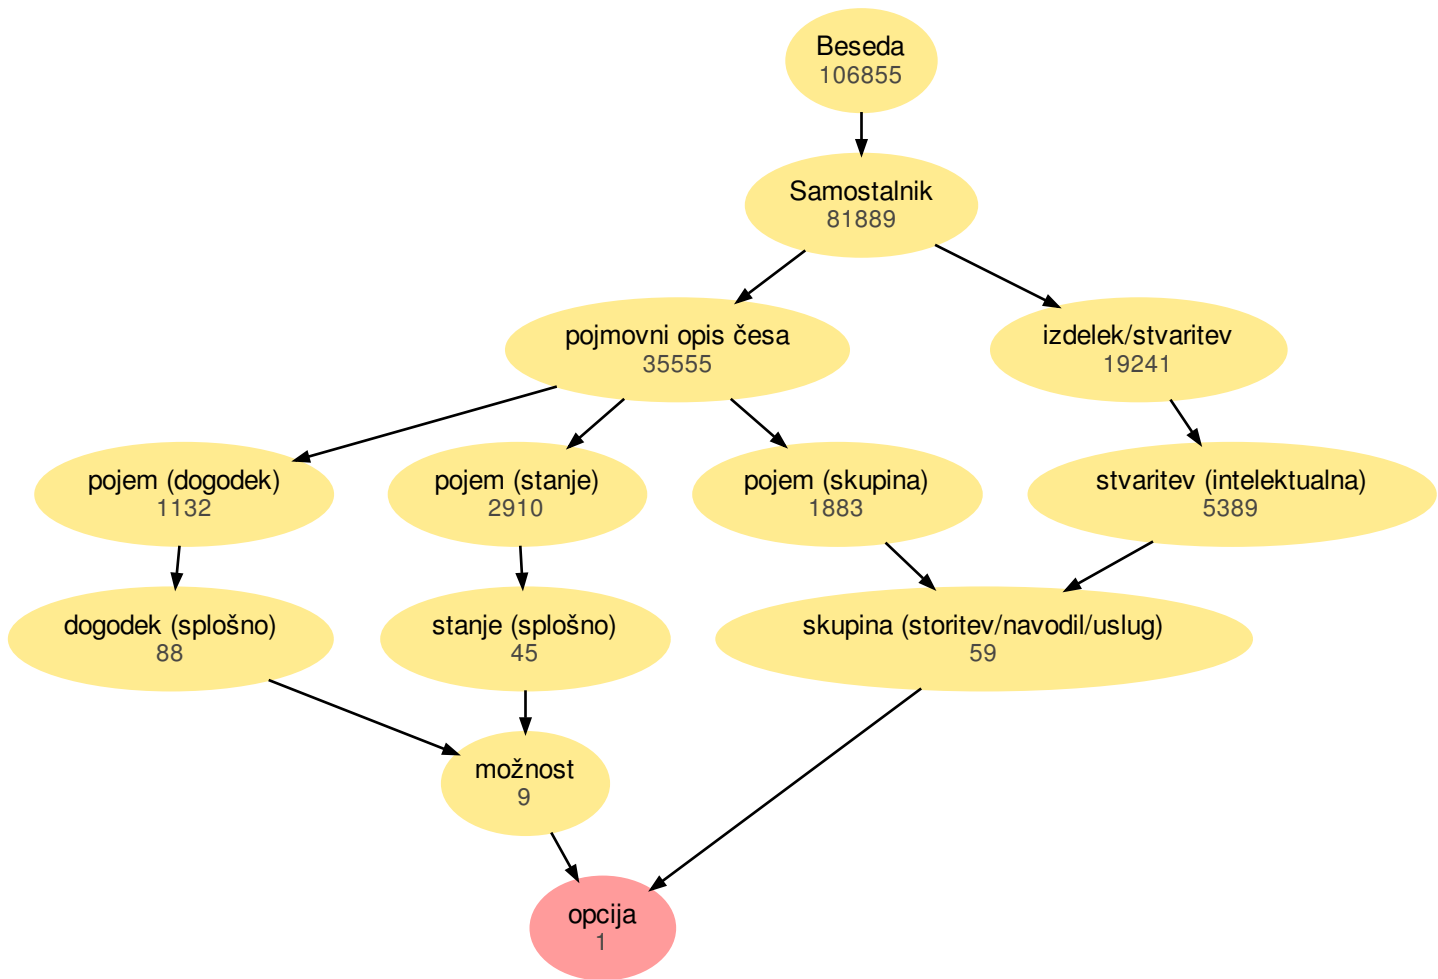 Beseda
106855
Samostalnik
81889
pojmovni opis česa
35555
izdelek/stvaritev
19241
pojem (dogodek)
1132
pojem (stanje)
2910
pojem (skupina)
1883
stvaritev (intelektualna)
5389
dogodek (splošno)
88
stanje (splošno)
45
skupina (storitev/navodil/uslug)
59
možnost
9
opcija
1